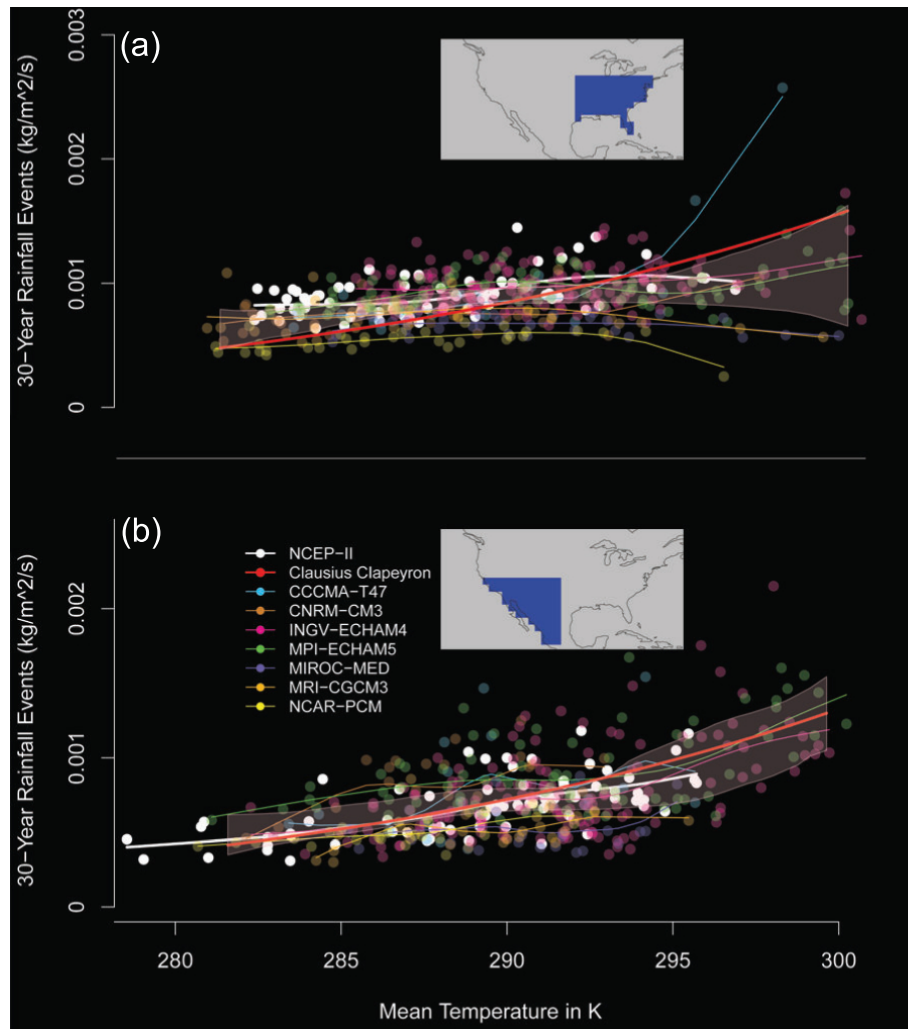 (a)
30-Year Rainfall Events (kg/m^2/s)
0.003
0.002
0.001
0
(b)
30-Year Rainfall Events (kg/m^2/s)
0.002
0.001
0
NCEP-II
Clausius Clapeyron
CCCMA-T47
CNRM-CM3
INGV-ECHAM4
MPI-ECHAM5
MIROC-MED
MRI-CGCM3
NCAR-PCM
280 285 290 295 300
Mean Temperature in K